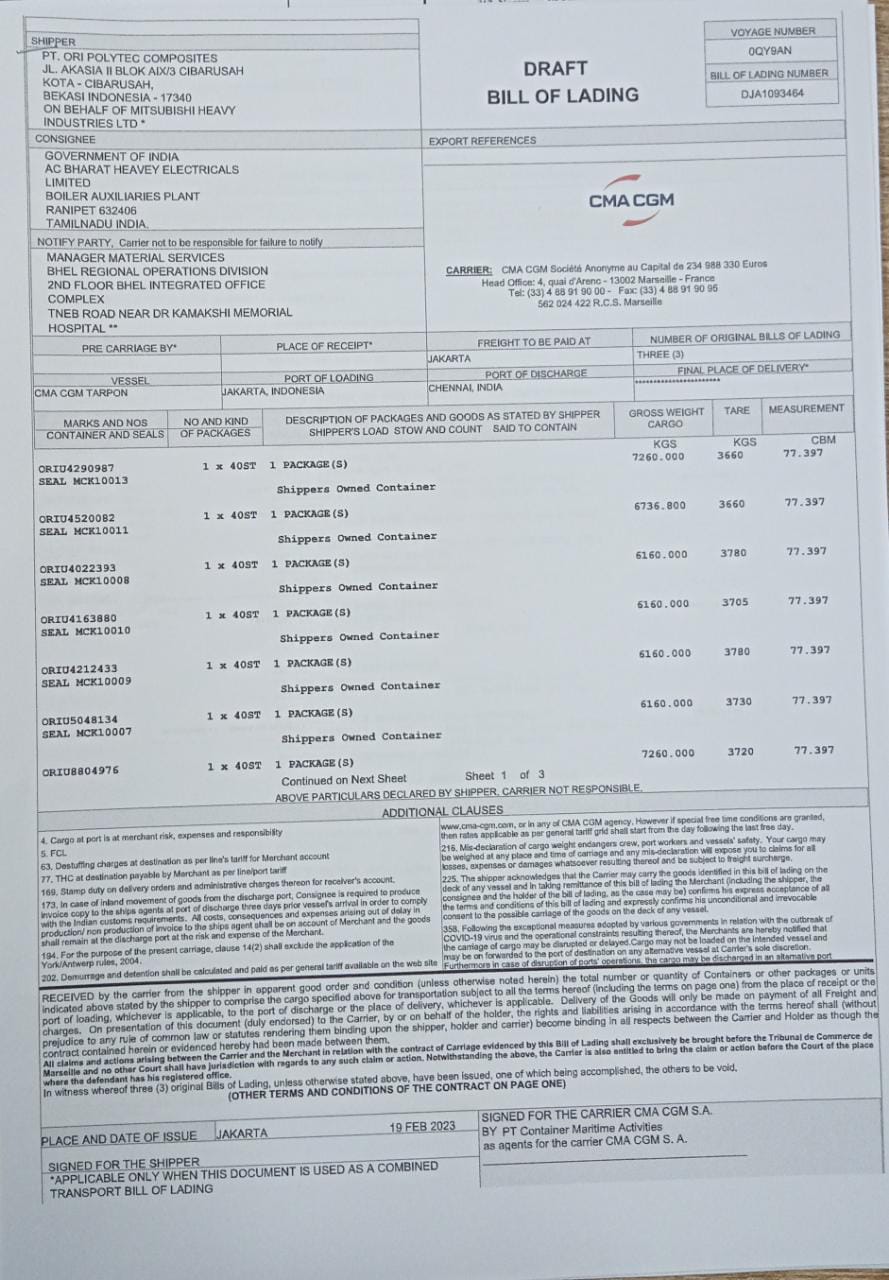 SHIPPER
PT. ORI POLYTEC COMPOSITES
JL. AKASIA II BLOK AIX/3 CIBARUSAH
KOTA - CIBARUSAH,
BEKASI INDONESIA - 17340
ON BEHALF OF MITSUBISHI HEAVY
INDUSTRIES LTD *
DRAFT
BILL OF LADING
VOYAGE NUMBER
0QY9AN
BILL OF LADING NUMBER
DJA1093464
CONSIGNEE
GOVERNMENT OF INDIA
AC BHARAT HEAVEY ELECTRICALS
LIMITED
BOILER AUXILIARIES PLANT
RANIPET 632406
TAMILNADU INDIA.
EXPORT REFERENCES
CMA CGM
NOTIFY PARTY, Carrier not to be responsible for failure to notify
MANAGER MATERIAL SERVICES
BHEL REGIONAL OPERATIONS DIVISION
2ND FLOOR BHEL INTEGRATED OFFICE
COMPLEX
TNEB ROAD NEAR DR KAMAKSHI MEMORIAL
HOSPITAL **
CARRIER: CMA CGM Société Anonyme au Capital de 234 988 330 Euros
Head Office: 4, quai d'Arenc - 13002 Marseille - France
Tel: (33) 4 88 91 90 00 - Fax: (33) 4 88 91 90 95
562 024 422 R.C.S. Marseille
PRE CARRIAGE BY* PLACE OF RECEIPT* FREIGHT TO BE PAID AT NUMBER OF ORIGINAL BILLS OF LADING
JAKARTA THREE (3)
VESSEL PORT OF LOADING PORT OF DISCHARGE FINAL PLACE OF DELIVERY*
CMA CGM TARPON JAKARTA, INDONESIA CHENNAI, INDIA **********************
MARKS AND NOS NO AND KIND DESCRIPTION OF PACKAGES AND GOODS AS STATED BY SHIPPER GROSS WEIGHT TARE MEASUREMENT
CONTAINER AND SEALS OF PACKAGES SHIPPER'S LOAD STOW AND COUNT SAID TO CONTAIN CARGO
KGS KGS CBM
ORIU4290987 1 x 40ST 1 PACKAGE(S) 7260.000 3660 77.397
SEAL MCK10013
Shippers Owned Container
ORIU4520082 1 x 40ST 1 PACKAGE(S) 6736.800 3660 77.397
SEAL MCK10011
Shippers Owned Container
ORIU4022393 1 x 40ST 1 PACKAGE(S) 6160.000 3780 77.397
SEAL MCK10008
Shippers Owned Container
ORIU4163880 1 x 40ST 1 PACKAGE(S) 6160.000 3705 77.397
SEAL MCK10010
Shippers Owned Container
ORIU4212433 1 x 40ST 1 PACKAGE(S) 6160.000 3780 77.397
SEAL MCK10009
Shippers Owned Container
ORIU5048134 1 x 40ST 1 PACKAGE(S) 6160.000 3730 77.397
SEAL MCK10007
Shippers Owned Container
ORIU8804976 1 x 40ST 1 PACKAGE(S) 7260.000 3720 77.397
Continued on Next Sheet Sheet 1 of 3
ABOVE PARTICULARS DECLARED BY SHIPPER. CARRIER NOT RESPONSIBLE.
ADDITIONAL CLAUSES
4. Cargo at port is at merchant risk, expenses and responsibility
5. FCL
63. Destuffing charges at destination as per line's tariff for Merchant account
77. THC at destination payable by Merchant as per line/port tariff
169. Stamp duty on delivery orders and administrative charges thereon for receiver's account.
173. In case of inland movement of goods from the discharge port, Consignee is required to produce
invoice copy to the ships agents at port of discharge three days prior vessel's arrival in order to comply
with the Indian customs requirements. All costs, consequences and expenses arising out of delay in
production/ non production of invoice to the ships agent shall be on account of Merchant and the goods
shall remain at the discharge port at the risk and expense of the Merchant.
194. For the purpose of the present carriage, clause 14(2) shall exclude the application of the
York/Antwerp rules, 2004.
202. Demurrage and detention shall be calculated and paid as per general tariff available on the web site
www.cma-cgm.com, or in any of CMA CGM agency. However if special free time conditions are granted,
then rates applicable as per general tariff grid shall start from the day following the last free day.
216. Mis-declaration of cargo weight endangers crew, port workers and vessels' safety. Your cargo may
be weighed at any place and time of carriage and any mis-declaration will expose you to claims for all
losses, expenses or damages whatsoever resulting thereof and be subject to freight surcharge.
225. The shipper acknowledges that the Carrier may carry the goods identified in this bill of lading on the
deck of any vessel and in taking remittance of this bill of lading the Merchant (including the shipper, the
consignee and the holder of the bill of lading, as the case may be) confirms his express acceptance of all
the terms and conditions of this bill of lading and expressly confirms his unconditional and irrevocable
consent to the possible carriage of the goods on the deck of any vessel.
358. Following the exceptional measures adopted by various governments in relation with the outbreak of
COVID-19 virus and the operational constraints resulting thereof, the Merchants are hereby notified that
the carriage of cargo may be disrupted or delayed.Cargo may not be loaded on the intended vessel and
may be on forwarded to the port of destination on any alternative vessel at Carrier's sole discretion.
Furthermore in case of disruption of ports' operations, the cargo may be discharged in an alternative port
RECEIVED by the carrier from the shipper in apparent good order and condition (unless otherwise noted herein) the total number or quantity of Containers or other packages or units
indicated above stated by the shipper to comprise the cargo specified above for transportation subject to all the terms hereof (including the terms on page one) from the place of receipt or the
port of loading, whichever is applicable, to the port of discharge or the place of delivery, whichever is applicable. Delivery of the Goods will only be made on payment of all Freight and
charges. On presentation of this document (duly endorsed) to the Carrier, by or on behalf of the holder, the rights and liabilities arising in accordance with the terms hereof shall (without
prejudice to any rule of common law or statutes rendering them binding upon the shipper, holder and carrier) become binding in all respects between the Carrier and Holder as though the
contract contained herein or evidenced hereby had been made between them.
All claims and actions arising between the Carrier and the Merchant in relation with the contract of Carriage evidenced by this Bill of Lading shall exclusively be brought before the Tribunal de Commerce de
Marseille and no other Court shall have jurisdiction with regards to any such claim or action. Notwithstanding the above, the Carrier is also entitled to bring the claim or action before the Court of the place
where the defendant has his registered office.
In witness whereof three (3) original Bills of Lading, unless otherwise stated above, have been issued, one of which being accomplished, the others to be void.
(OTHER TERMS AND CONDITIONS OF THE CONTRACT ON PAGE ONE)
PLACE AND DATE OF ISSUE JAKARTA 19 FEB 2023
SIGNED FOR THE CARRIER CMA CGM S.A.
BY PT Container Maritime Activities
as agents for the carrier CMA CGM S. A.
SIGNED FOR THE SHIPPER
*APPLICABLE ONLY WHEN THIS DOCUMENT IS USED AS A COMBINED
TRANSPORT BILL OF LADING